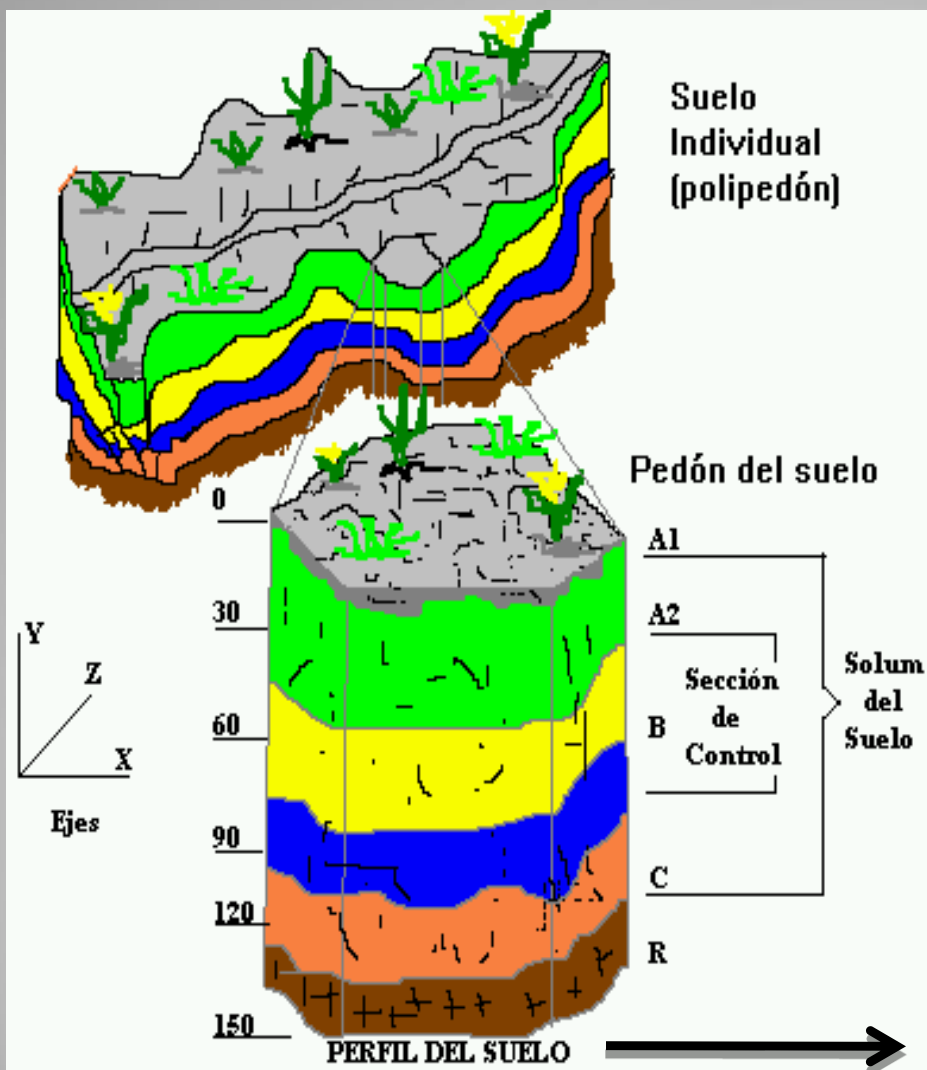 Suelo
Individual
(polipedón)
Pedón del suelo
0
A1
30
A2
Y
Z
X
Ejes
Sección
de
Control
Solum
del
Suelo
60
B
90
C
120
R
150
PERFIL DEL SUELO